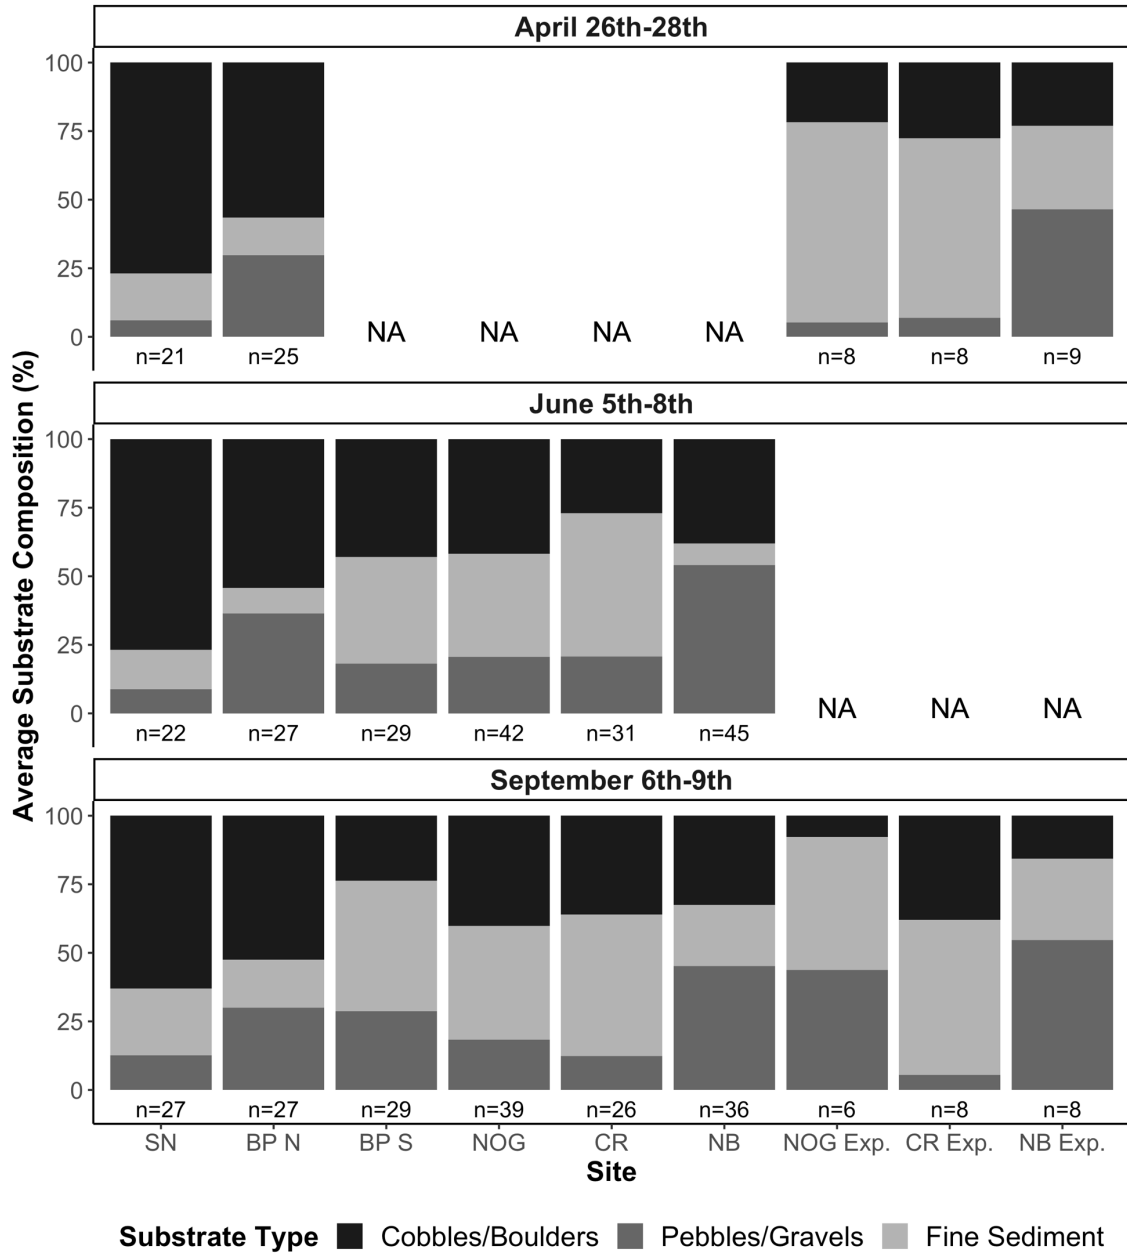 April 26th-28th
100
75
50
25
0
NA NA NA NA
n=21 n=25 n=8 n=8 n=9
June 5th-8th
100
75
50
25
0
NA NA NA
n=22 n=27 n=29 n=42 n=31 n=45
September 6th-9th
100
75
50
25
0
n=27 n=27 n=29 n=39 n=26 n=36 n=6 n=8 n=8
SN BP N BP S NOG CR NB NOG Exp. CR Exp. NB Exp.
Site
Average Substrate Composition (%)
Substrate Type Cobbles/Boulders Pebbles/Gravels Fine Sediment